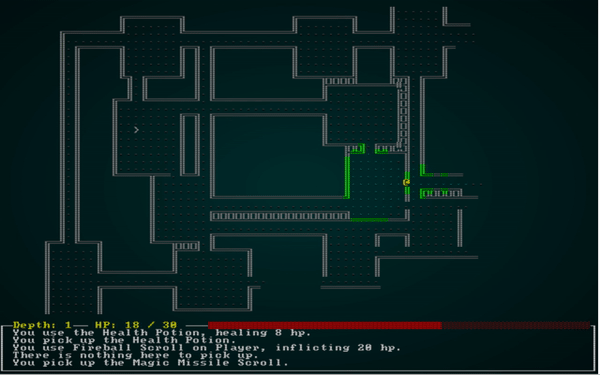 Depth: 1 HP: 18 / 30
You use the Health Potion, healing 8 hp.
You pick up the Health Potion.
You use Fireball Scroll on Player, inflicting 20 hp.
There is nothing here to pick up.
You pick up the Magic Missile Scroll.